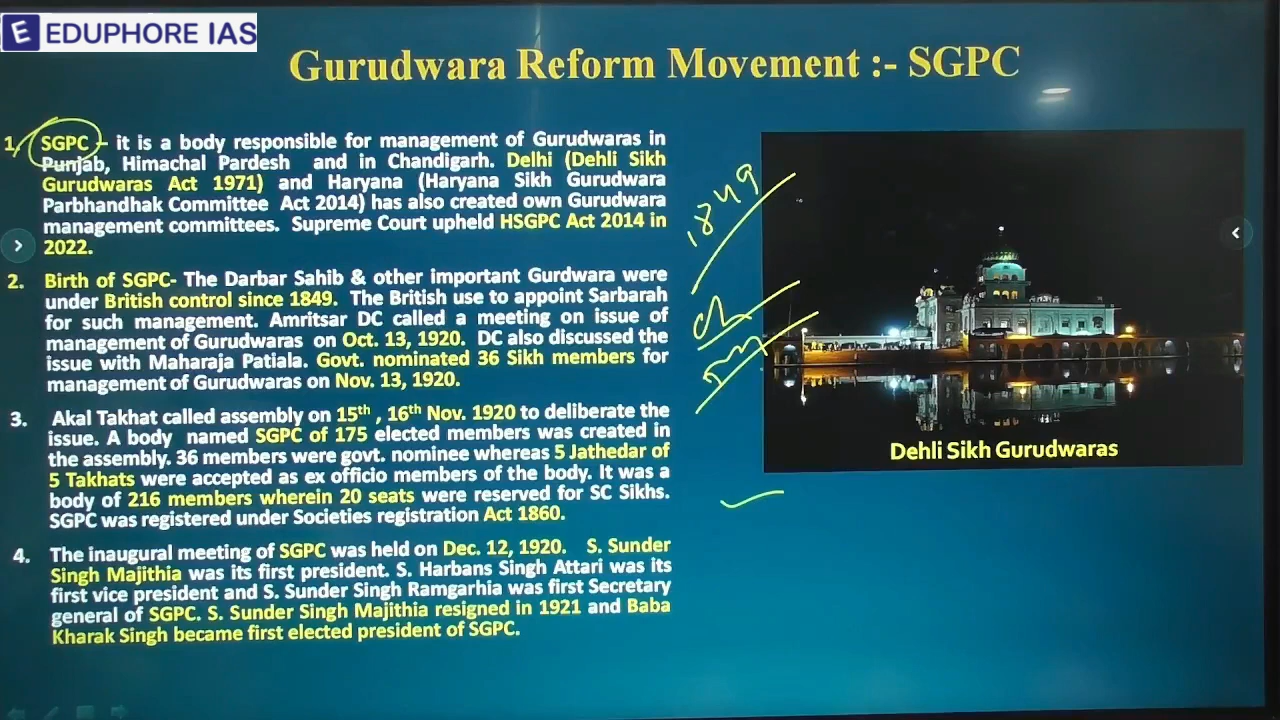 E EDUPHORE IAS
Gurudwara Reform Movement :- SGPC
1, SGPC - it is a body responsible for management of Gurudwaras in
Punjab, Himachal Pardesh and in Chandigarh. Delhi (Dehli Sikh
Gurudwaras Act 1971) and Haryana (Haryana Sikh Gurudwara
Parbhandhak Committee Act 2014) has also created own Gurudwara
management committees. Supreme Court upheld HSGPC Act 2014 in
2022.
2. Birth of SGPC- The Darbar Sahib & other important Gurdwara were
under British control since 1849. The British use to appoint Sarbarah
for such management. Amritsar DC called a meeting on issue of
management of Gurudwaras on Oct. 13, 1920. DC also discussed the
issue with Maharaja Patiala. Govt. nominated 36 Sikh members for
management of Gurudwaras on Nov. 13, 1920.
3. Akal Takhat called assembly on 15th , 16th Nov. 1920 to deliberate the
issue. A body named SGPC of 175 elected members was created in
the assembly. 36 members were govt. nominee whereas 5 Jathedar of
5 Takhats were accepted as ex officio members of the body. It was a
body of 216 members wherein 20 seats were reserved for SC Sikhs.
SGPC was registered under Societies registration Act 1860.
4. The inaugural meeting of SGPC was held on Dec. 12, 1920. S. Sunder
Singh Majithia was its first president. S. Harbans Singh Attari was its
first vice president and S. Sunder Singh Ramgarhia was first Secretary
general of SGPC. S. Sunder Singh Majithia resigned in 1921 and Baba
Kharak Singh became first elected president of SGPC.
1849
Dehli Sikh Gurudwaras